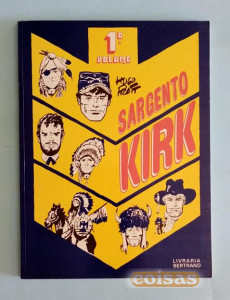 1º
VOLUME
HUGO
PRATT
SARGENTO
KIRK
LIVRARIA
BERTRAND
coisas